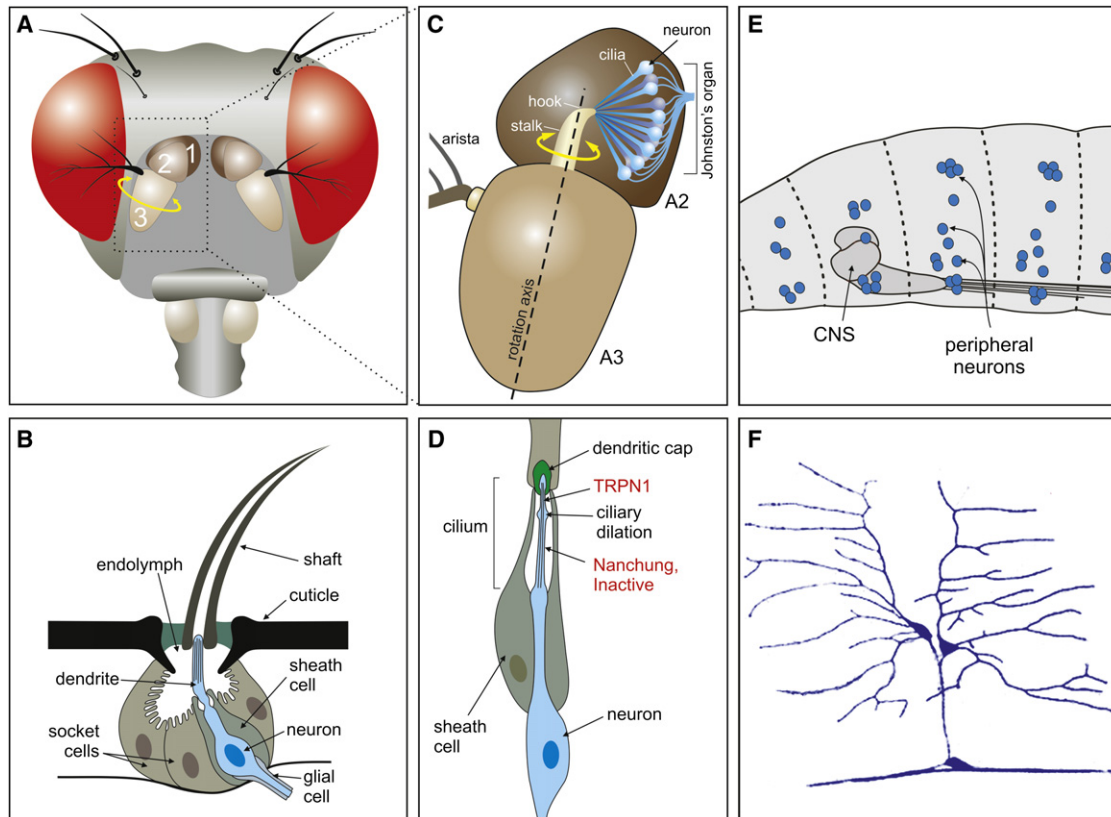 A
1
2
3
B
endolymph
shaft
cuticle
dendrite
sheath
cell
neuron
socket
cells
glial
cell
C
neuron
cilia
hook
stalk
arista
Johnston's organ
A2
rotation axis
A3
D
dendritic cap
TRPN1
cilium
ciliary
dilation
Nanchung,
Inactive
sheath
cell
neuron
E
CNS
peripheral
neurons
F